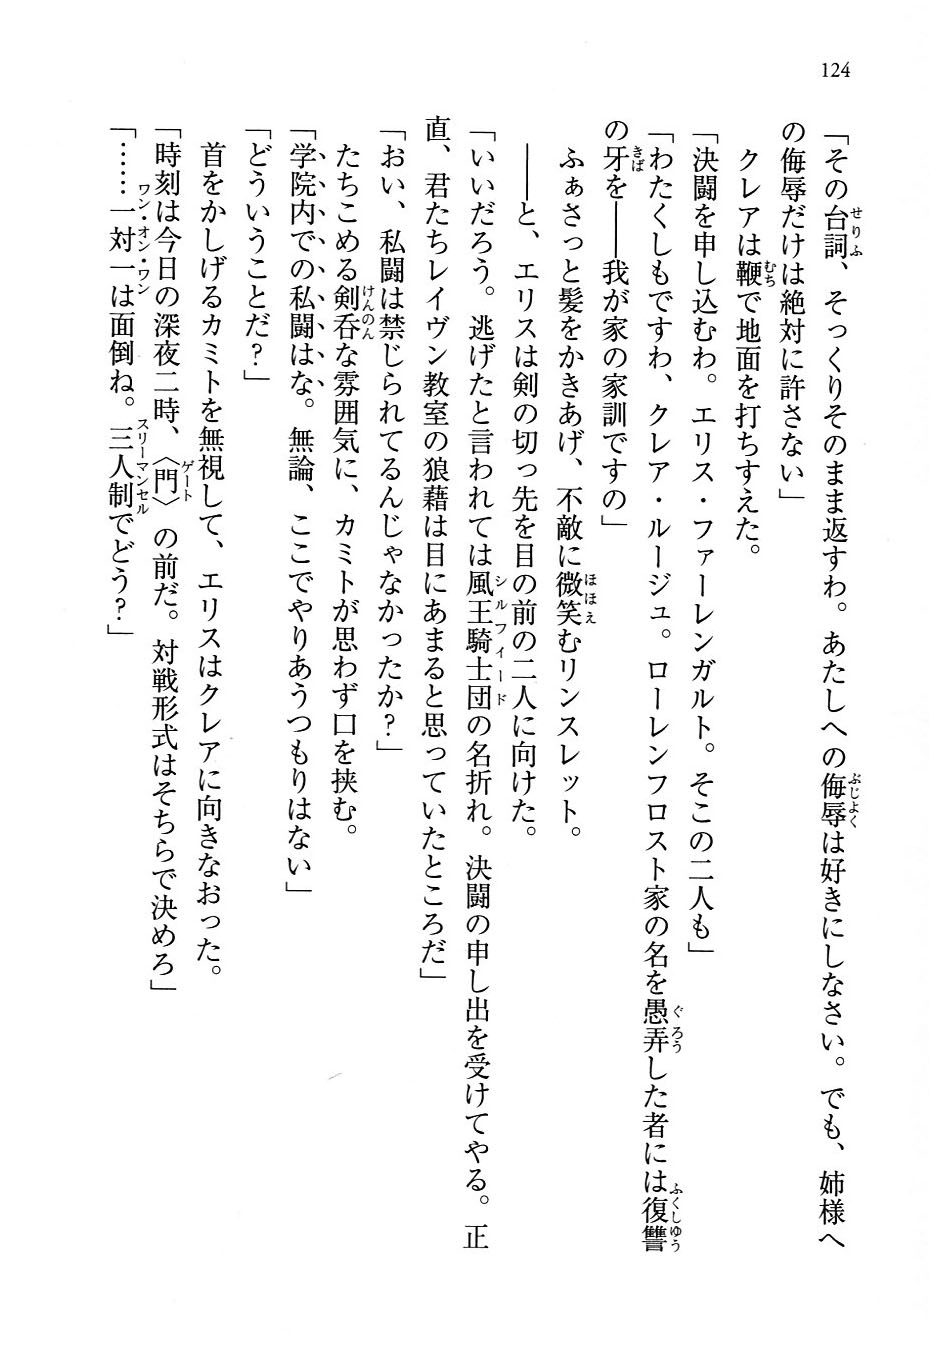 124
「その台詞、そっくりそのまま返すわ。あたしへの侮辱は好きにしなさい。でも、姉様へ
の侮辱だけは絶対に許さない」
クレアは鞭で地面を打ちすえた。
「決闘を申し込むわ。エリス・ファーレンガルト。そこの二人も」
「わたくしもですわ、クレア・ルージュ。ローレンフロスト家の名を愚弄した者には復讐
の牙を――我が家の家訓ですの」
ふぁさっと髪をかきあげ、不敵に微笑むリンスレット。
――と、エリスは剣の切っ先を目の前の二人に向けた。
「いいだろう。逃げたと言われては風王騎士団の名折れ。決闘の申し出を受けてやる。正
直、君たちレイヴン教室の狼藉は目にあまると思っていたところだ」
「おい、私闘は禁じられてるんじゃなかったか？」
たちこめる剣呑な雰囲気に、カミトが思わず口を挟む。
「学院内での私闘はな。無論、ここでやりあうつもりはない」
「どういうことだ？」
首をかしげるカミトを無視して、エリスはクレアに向きなおった。
「時刻は今日の深夜二時、〈門〉の前だ。対戦形式はそちらで決めろ」
「……一対一は面倒ね。三人制でどう？」